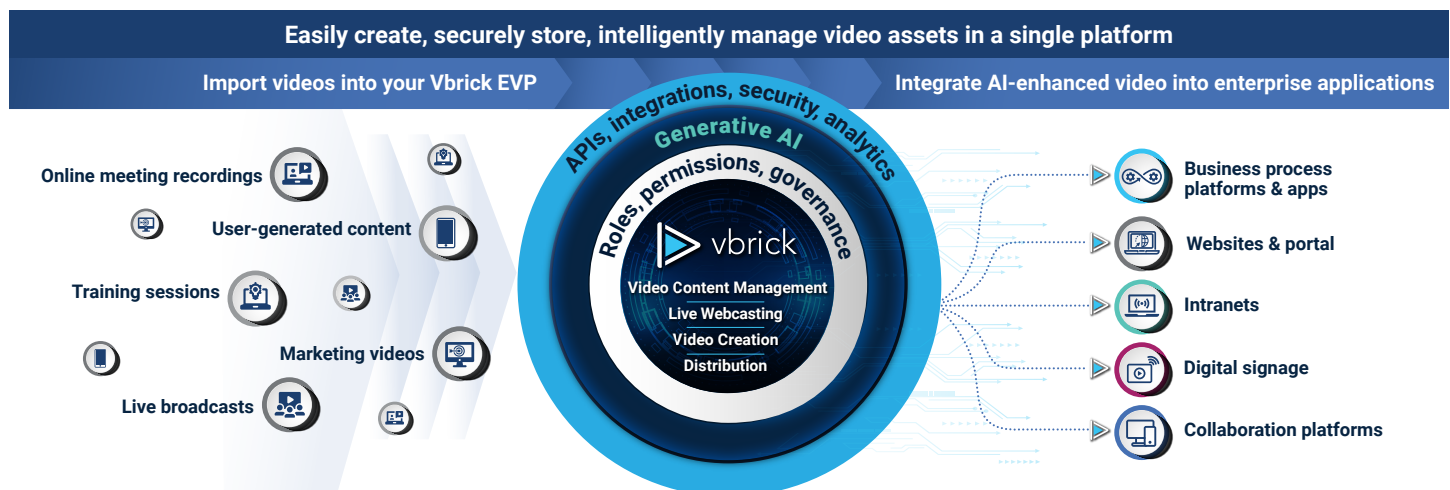 Easily create, securely store, intelligently manage video assets in a single platform
Import videos into your Vbrick EVP
Integrate AI-enhanced video into enterprise applications
Online meeting recordings
User-generated content
Training sessions
Marketing videos
Live broadcasts
APIs, integrations, security, analytics
Generative AI
Roles, permissions, governance
vbrick
Video Content Management
Live Webcasting
Video Creation
Distribution
Business process
platforms & apps
Websites & portal
Intranets
Digital signage
Collaboration platforms